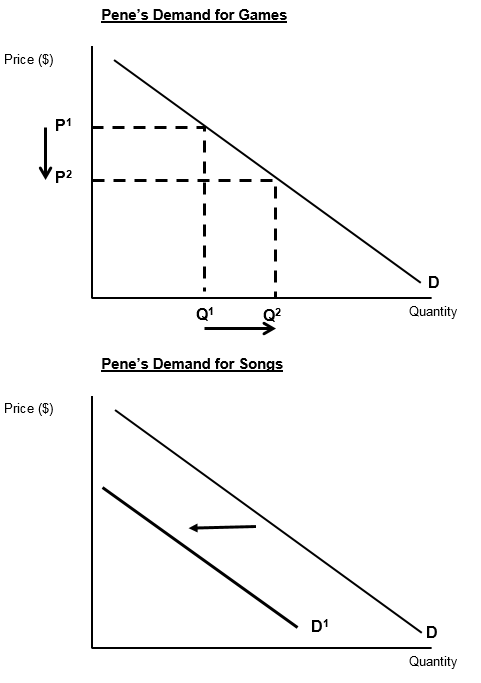 Pene's Demand for Games
Price ($)
P¹
P²
D
Q¹ Q²
Quantity
Pene's Demand for Songs
Price ($)
D¹
D
Quantity